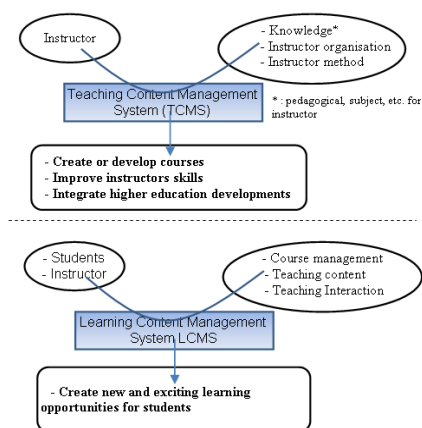 Instructor
- Knowledge*
- Instructor organisation
- Instructor method
Teaching Content Management
System (TCMS)
* : pedagogical, subject, etc. for
instructor
- Create or develop courses
- Improve instructors skills
- Integrate higher education developments
- Students
- Instructor
- Course management
- Teaching content
- Teaching Interaction
Learning Content Management
System LCMS
- Create new and exciting learning
opportunities for students